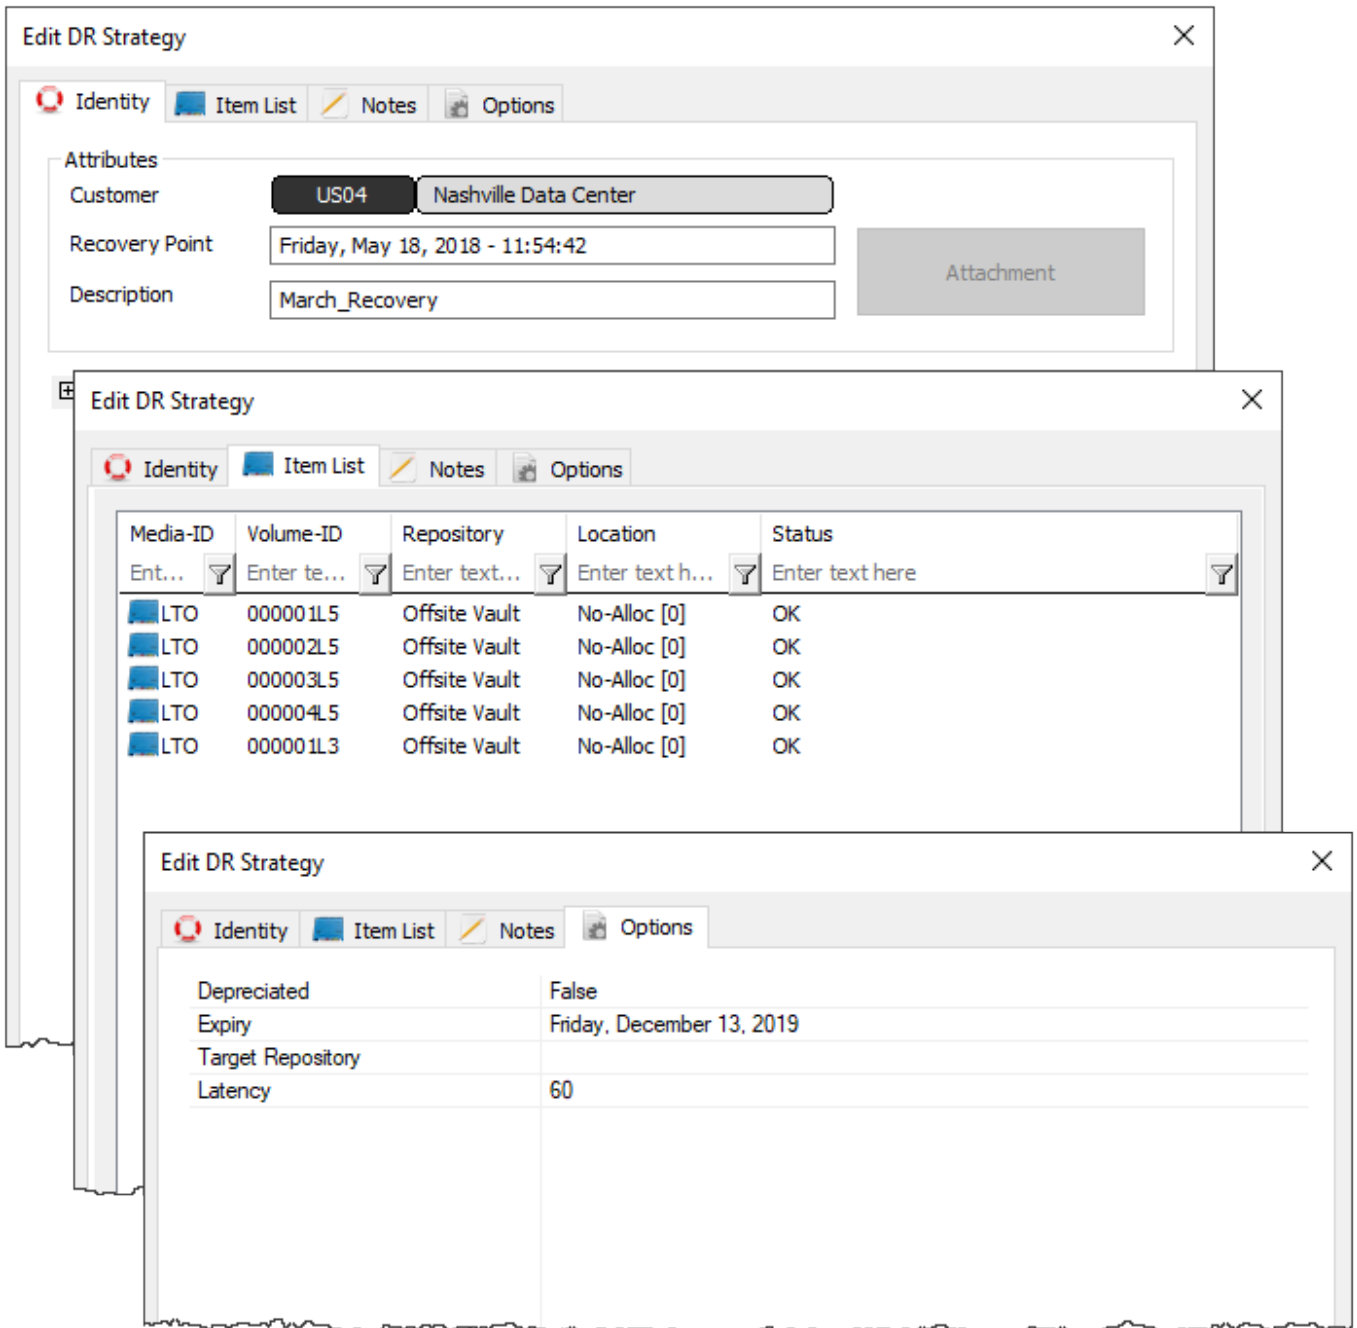 Edit DR Strategy
Identity Item List Notes Options
Attributes
Customer US04 Nashville Data Center
Recovery Point Friday, May 18, 2018 - 11:54:42
Attachment
Description March_Recovery
Edit DR Strategy
Identity Item List Notes Options
Media-ID Volume-ID Repository Location Status
Ent... Enter te... Enter text... Enter text h... Enter text here
LTO 000001L5 Offsite Vault No-Alloc [0] OK
LTO 000002L5 Offsite Vault No-Alloc [0] OK
LTO 000003L5 Offsite Vault No-Alloc [0] OK
LTO 000004L5 Offsite Vault No-Alloc [0] OK
LTO 000001L3 Offsite Vault No-Alloc [0] OK
Edit DR Strategy
Identity Item List Notes Options
Depreciated False
Expiry Friday, December 13, 2019
Target Repository
Latency 60